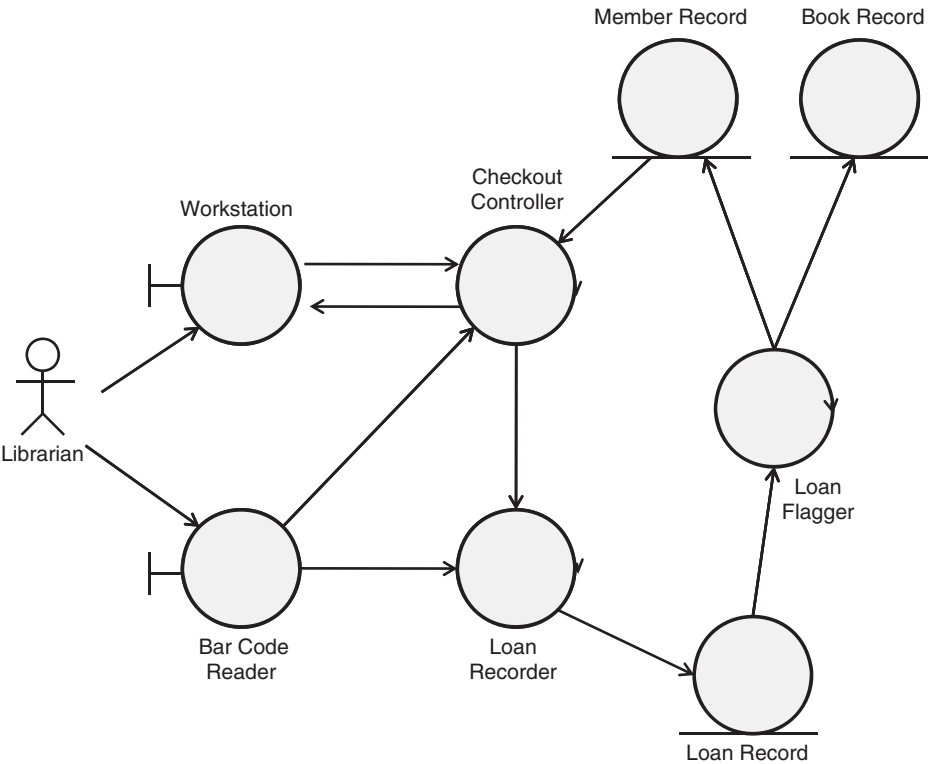 Member Record
Book Record
Checkout
Controller
Workstation
Librarian
Loan
Flagger
Bar Code
Reader
Loan
Recorder
Loan Record